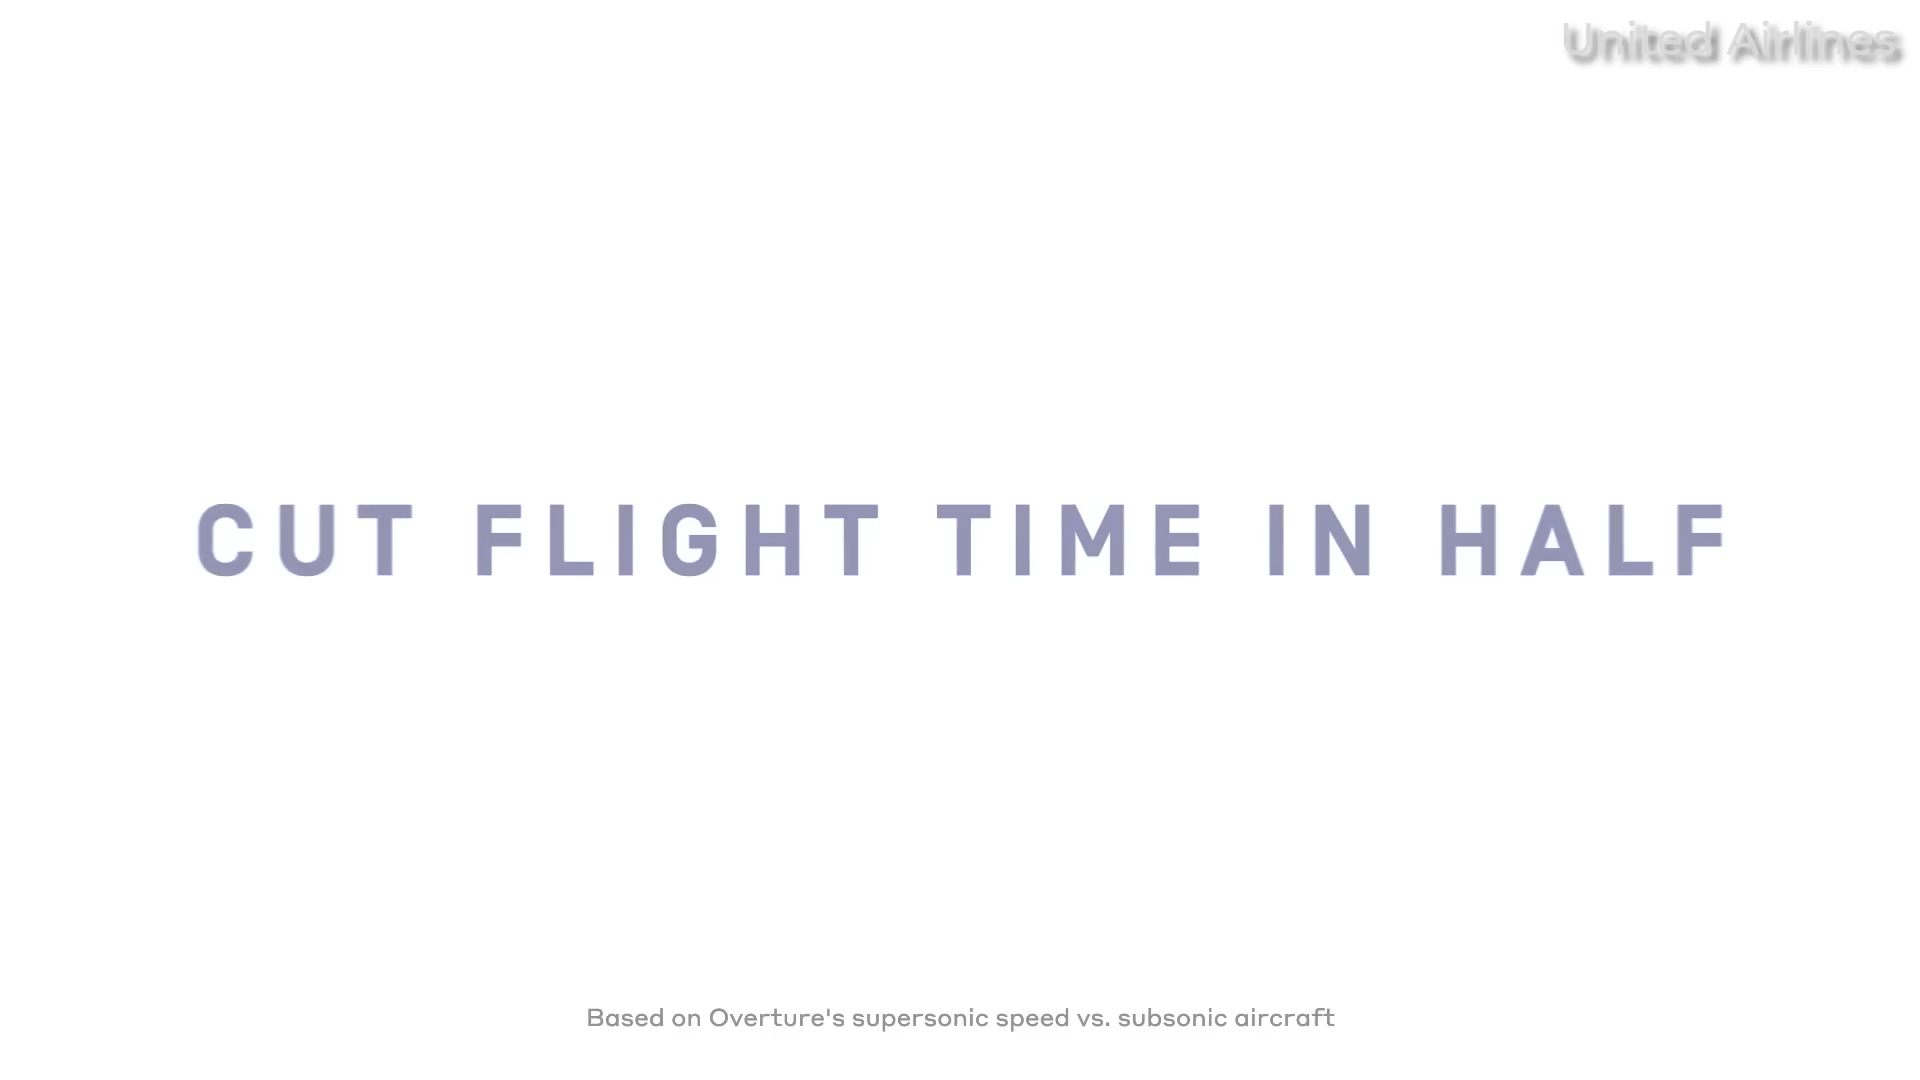 United Airlines
CUT FLIGHT TIME IN HALF
Based on Overture's supersonic speed vs. subsonic aircraft